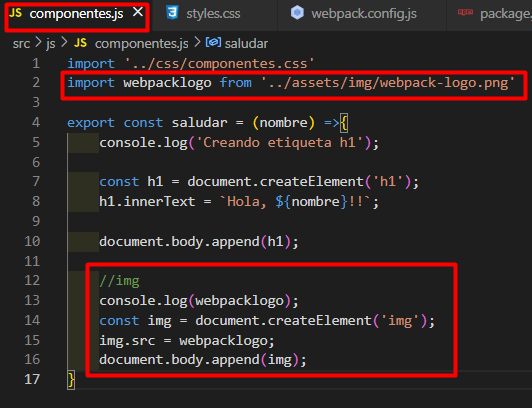 JS componentes.js × styles.css webpack.config.js package.
src > js > JS componentes.js > saludar
1 import '../css/componentes.css'
2 import webpacklogo from '../assets/img/webpack-logo.png'
3
4 export const saludar = (nombre) =>{
5 console.log('Creando etiqueta h1');
6
7 const h1 = document.createElement('h1');
8 h1.innerText = `Hola, ${nombre}!!`;
9
10 document.body.append(h1);
11
12 //img
13 console.log(webpacklogo);
14 const img = document.createElement('img');
15 img.src = webpacklogo;
16 document.body.append(img);
17 }